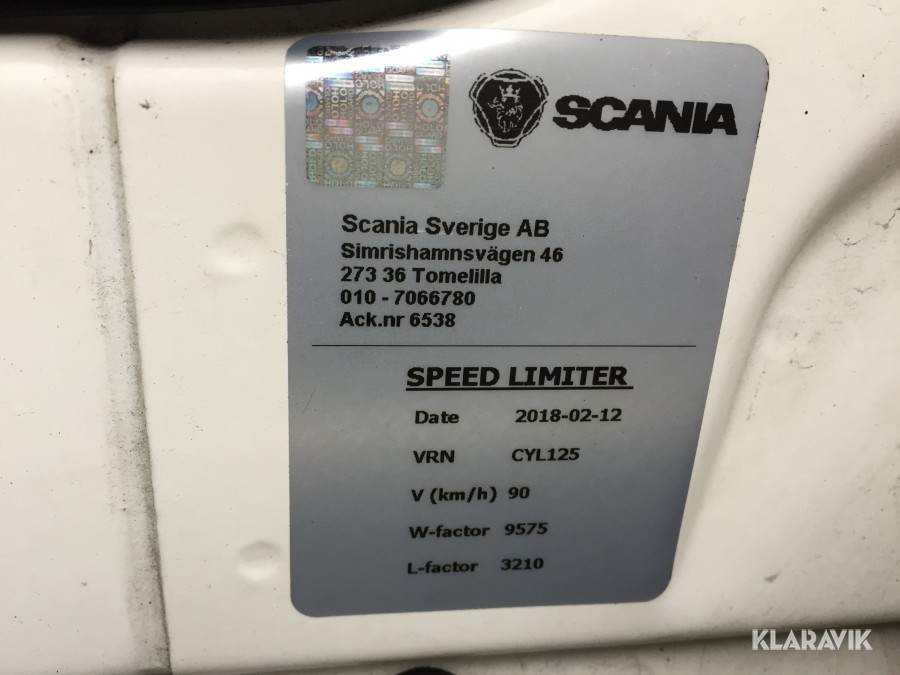 SCANIA
Scania Sverige AB
Simrishamnsvägen 46
273 36 Tomelilla
010 - 7066780
Ack.nr 6538
SPEED LIMITER
Date 2018-02-12
VRN CYL125
V (km/h) 90
W-factor 9575
L-factor 3210
KLARAVIK